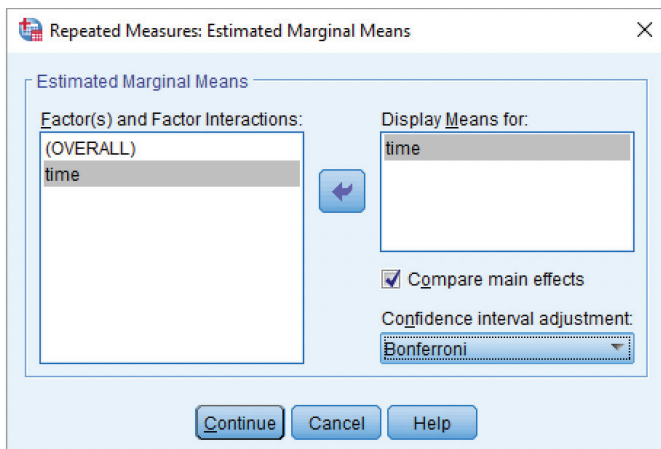 Repeated Measures: Estimated Marginal Means
Estimated Marginal Means
Factor(s) and Factor Interactions:
(OVERALL)
time
Display Means for:
time
Compare main effects
Confidence interval adjustment:
Bonferroni
Continue Cancel Help